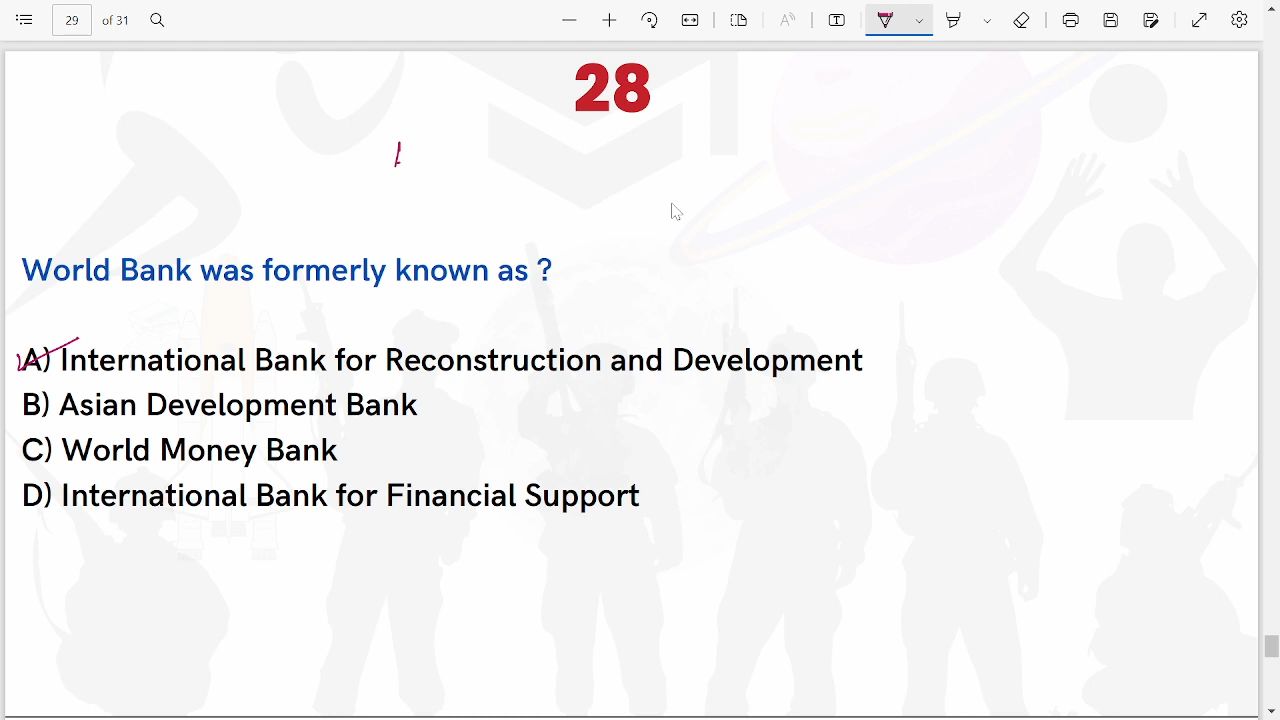 29 of 31
28
World Bank was formerly known as ?
A) International Bank for Reconstruction and Development
B) Asian Development Bank
C) World Money Bank
D) International Bank for Financial Support